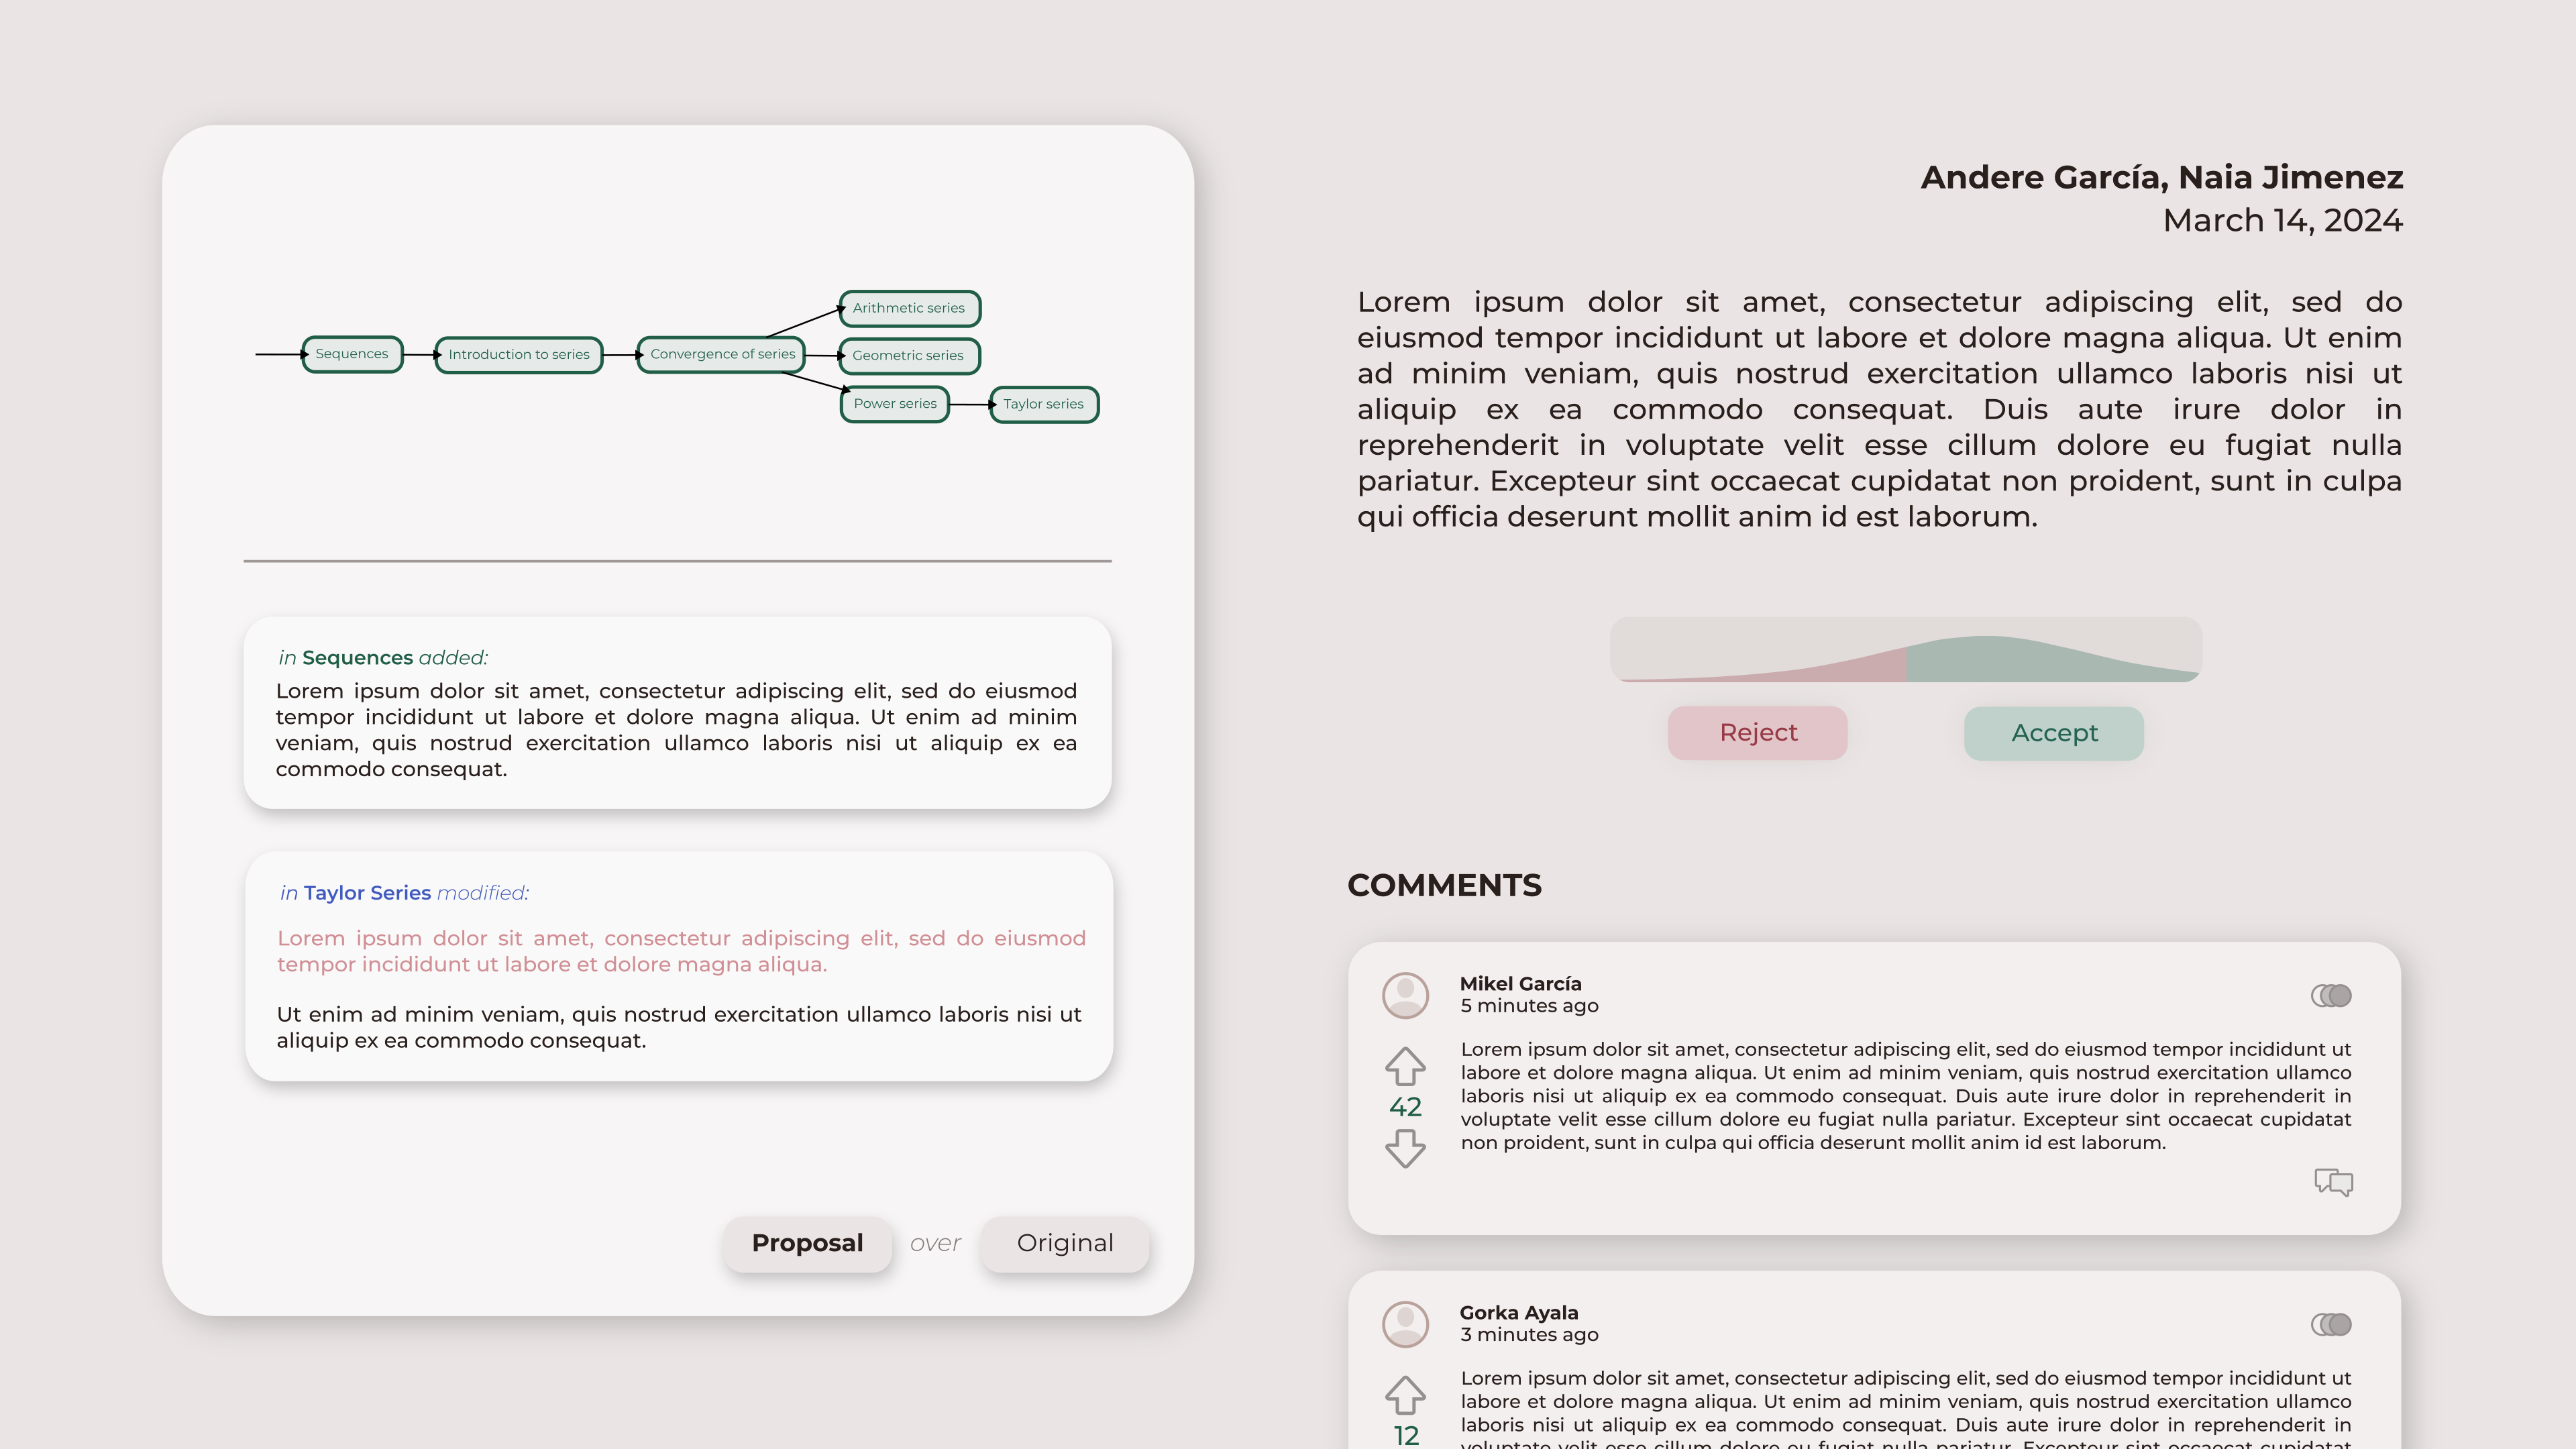 Arithmetic series
Sequences
Introduction to series
Convergence of series
Geometric series
Power series
Taylor series
in Sequences added:
Lorem ipsum dolor sit amet, consectetur adipiscing elit, sed do eiusmod
tempor incididunt ut labore et dolore magna aliqua. Ut enim ad minim
veniam, quis nostrud exercitation ullamco laboris nisi ut aliquip ex ea
commodo consequat.
in Taylor Series modified:
Lorem ipsum dolor sit amet, consectetur adipiscing elit, sed do eiusmod
tempor incididunt ut labore et dolore magna aliqua.
Ut enim ad minim veniam, quis nostrud exercitation ullamco laboris nisi ut
aliquip ex ea commodo consequat.
Proposal over Original
Andere García, Naia Jimenez
March 14, 2024
Lorem ipsum dolor sit amet, consectetur adipiscing elit, sed do
eiusmod tempor incididunt ut labore et dolore magna aliqua. Ut enim
ad minim veniam, quis nostrud exercitation ullamco laboris nisi ut
aliquip ex ea commodo consequat. Duis aute irure dolor in
reprehenderit in voluptate velit esse cillum dolore eu fugiat nulla
pariatur. Excepteur sint occaecat cupidatat non proident, sunt in culpa
qui officia deserunt mollit anim id est laborum.
Reject
Accept
COMMENTS
Mikel García
5 minutes ago
Lorem ipsum dolor sit amet, consectetur adipiscing elit, sed do eiusmod tempor incididunt ut
labore et dolore magna aliqua. Ut enim ad minim veniam, quis nostrud exercitation ullamco
laboris nisi ut aliquip ex ea commodo consequat. Duis aute irure dolor in reprehenderit in
voluptate velit esse cillum dolore eu fugiat nulla pariatur. Excepteur sint occaecat cupidatat
non proident, sunt in culpa qui officia deserunt mollit anim id est laborum.
42
Gorka Ayala
3 minutes ago
Lorem ipsum dolor sit amet, consectetur adipiscing elit, sed do eiusmod tempor incididunt ut
labore et dolore magna aliqua. Ut enim ad minim veniam, quis nostrud exercitation ullamco
laboris nisi ut aliquip ex ea commodo consequat. Duis aute irure dolor in reprehenderit in
voluptate velit esse cillum dolore eu fugiat nulla pariatur. Excepteur sint occaecat cupidatat
12